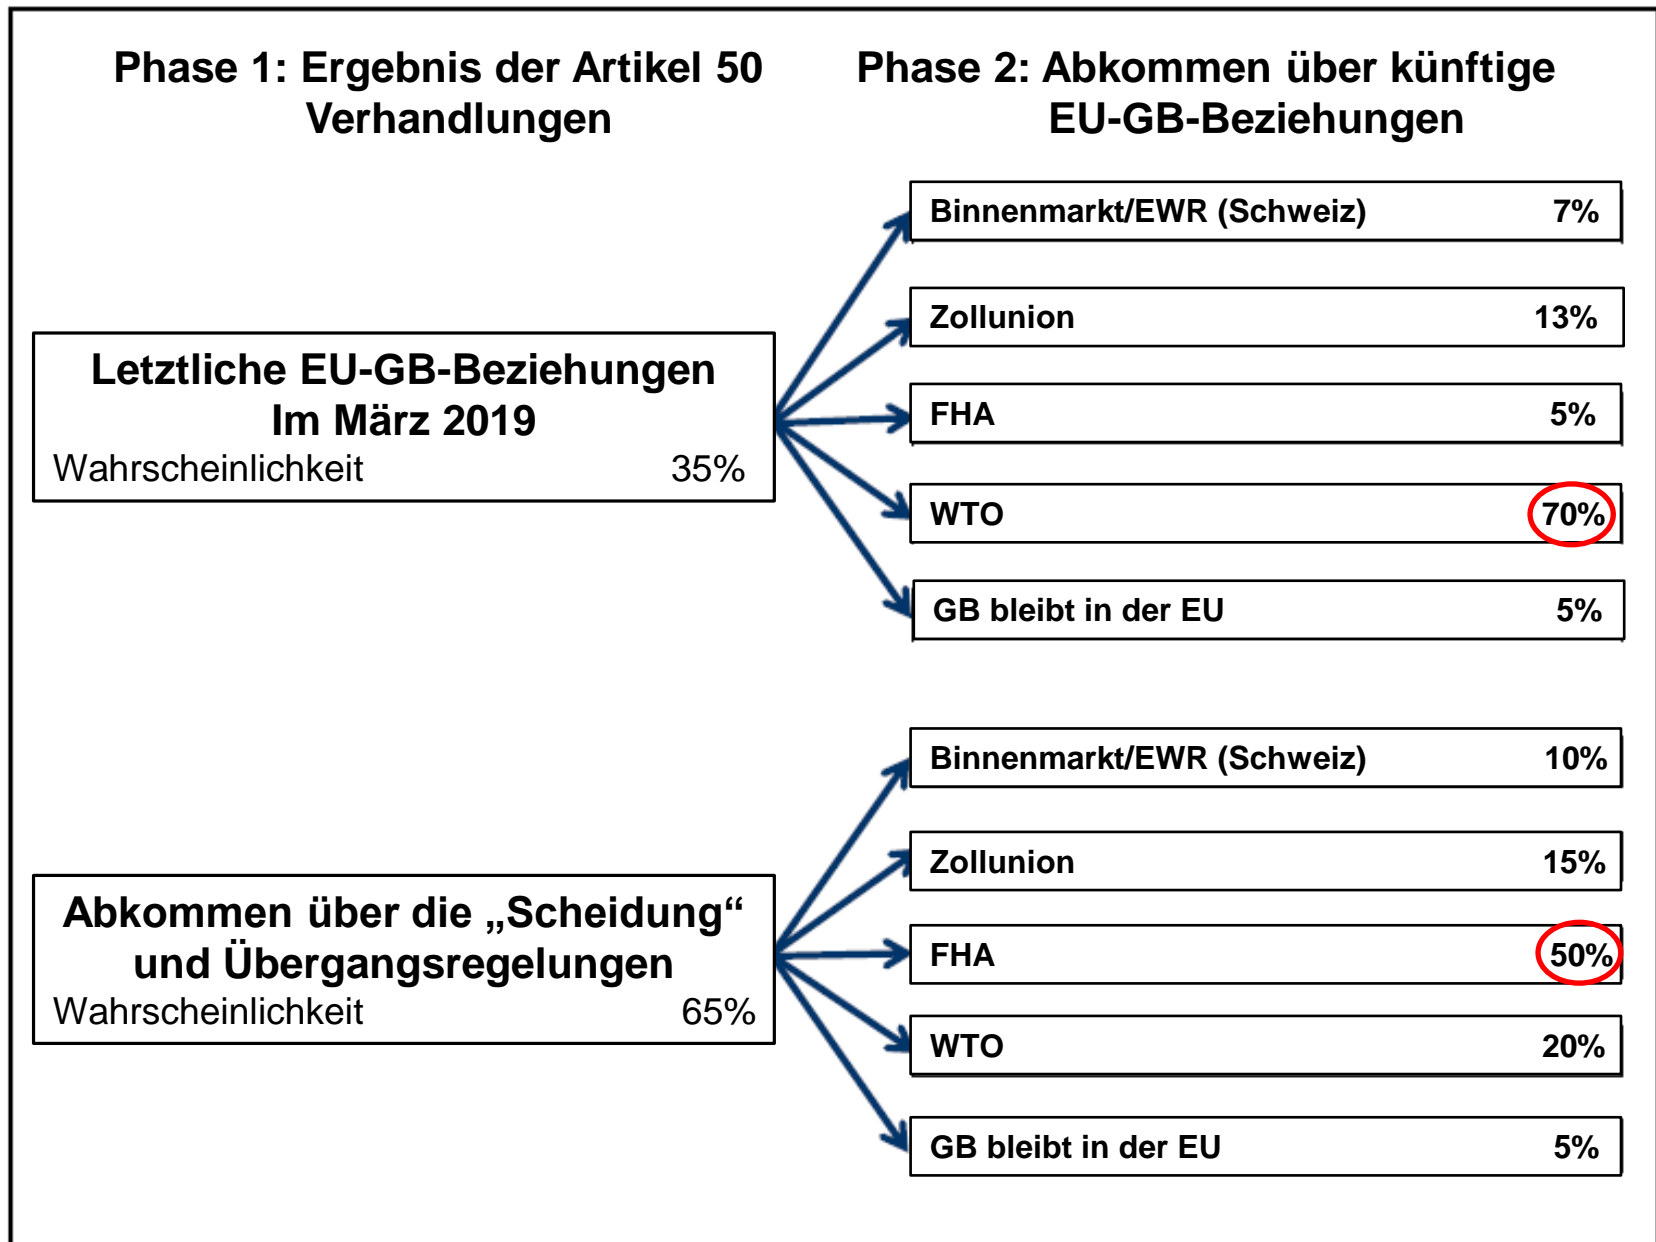 Phase 1: Ergebnis der Artikel 50
Verhandlungen
Phase 2: Abkommen über künftige
EU-GB-Beziehungen
Letztliche EU-GB-Beziehungen
Im März 2019
Wahrscheinlichkeit 35%
Binnenmarkt/EWR (Schweiz) 7%
Zollunion 13%
FHA 5%
WTO 70%
GB bleibt in der EU 5%
Abkommen über die „Scheidung“
und Übergangsregelungen
Wahrscheinlichkeit 65%
Binnenmarkt/EWR (Schweiz) 10%
Zollunion 15%
FHA 50%
WTO 20%
GB bleibt in der EU 5%